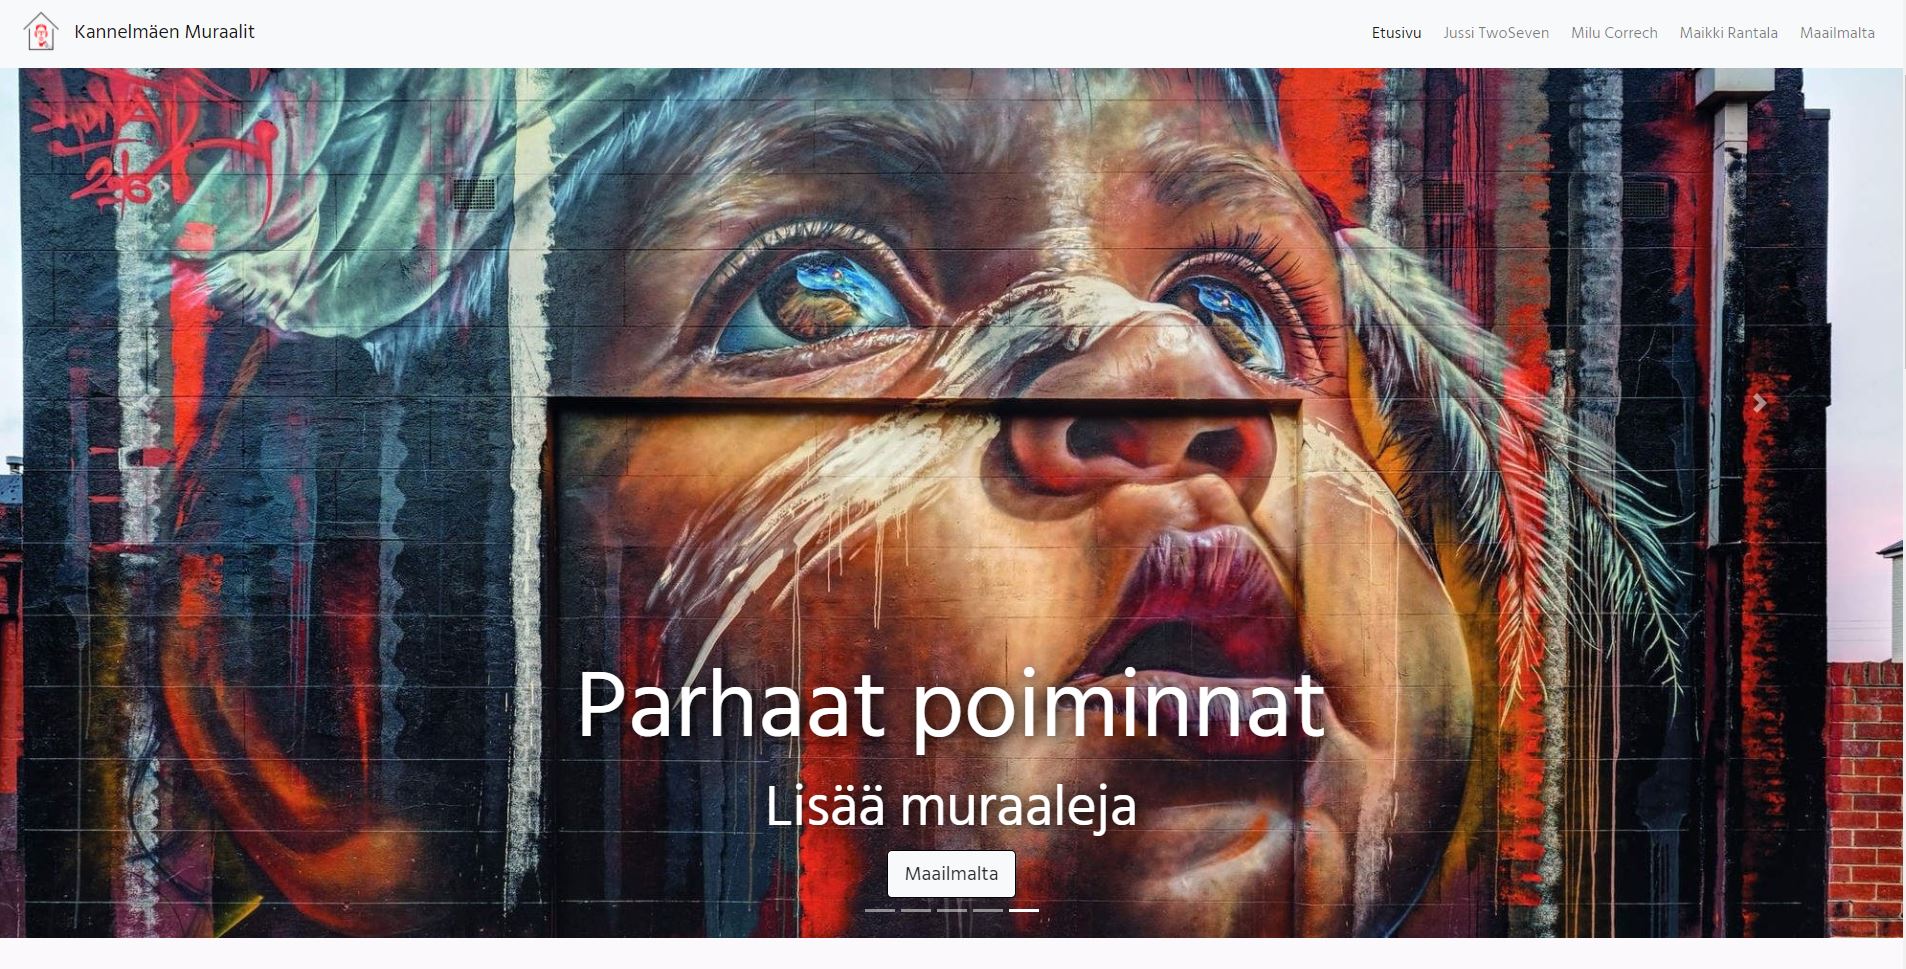 Kannelmäen Muraalit
Etusivu Jussi TwoSeven Milu Correch Maikki Rantala Maailmalta
Parhaat poiminnat
Lisää muraaleja
Maailmalta